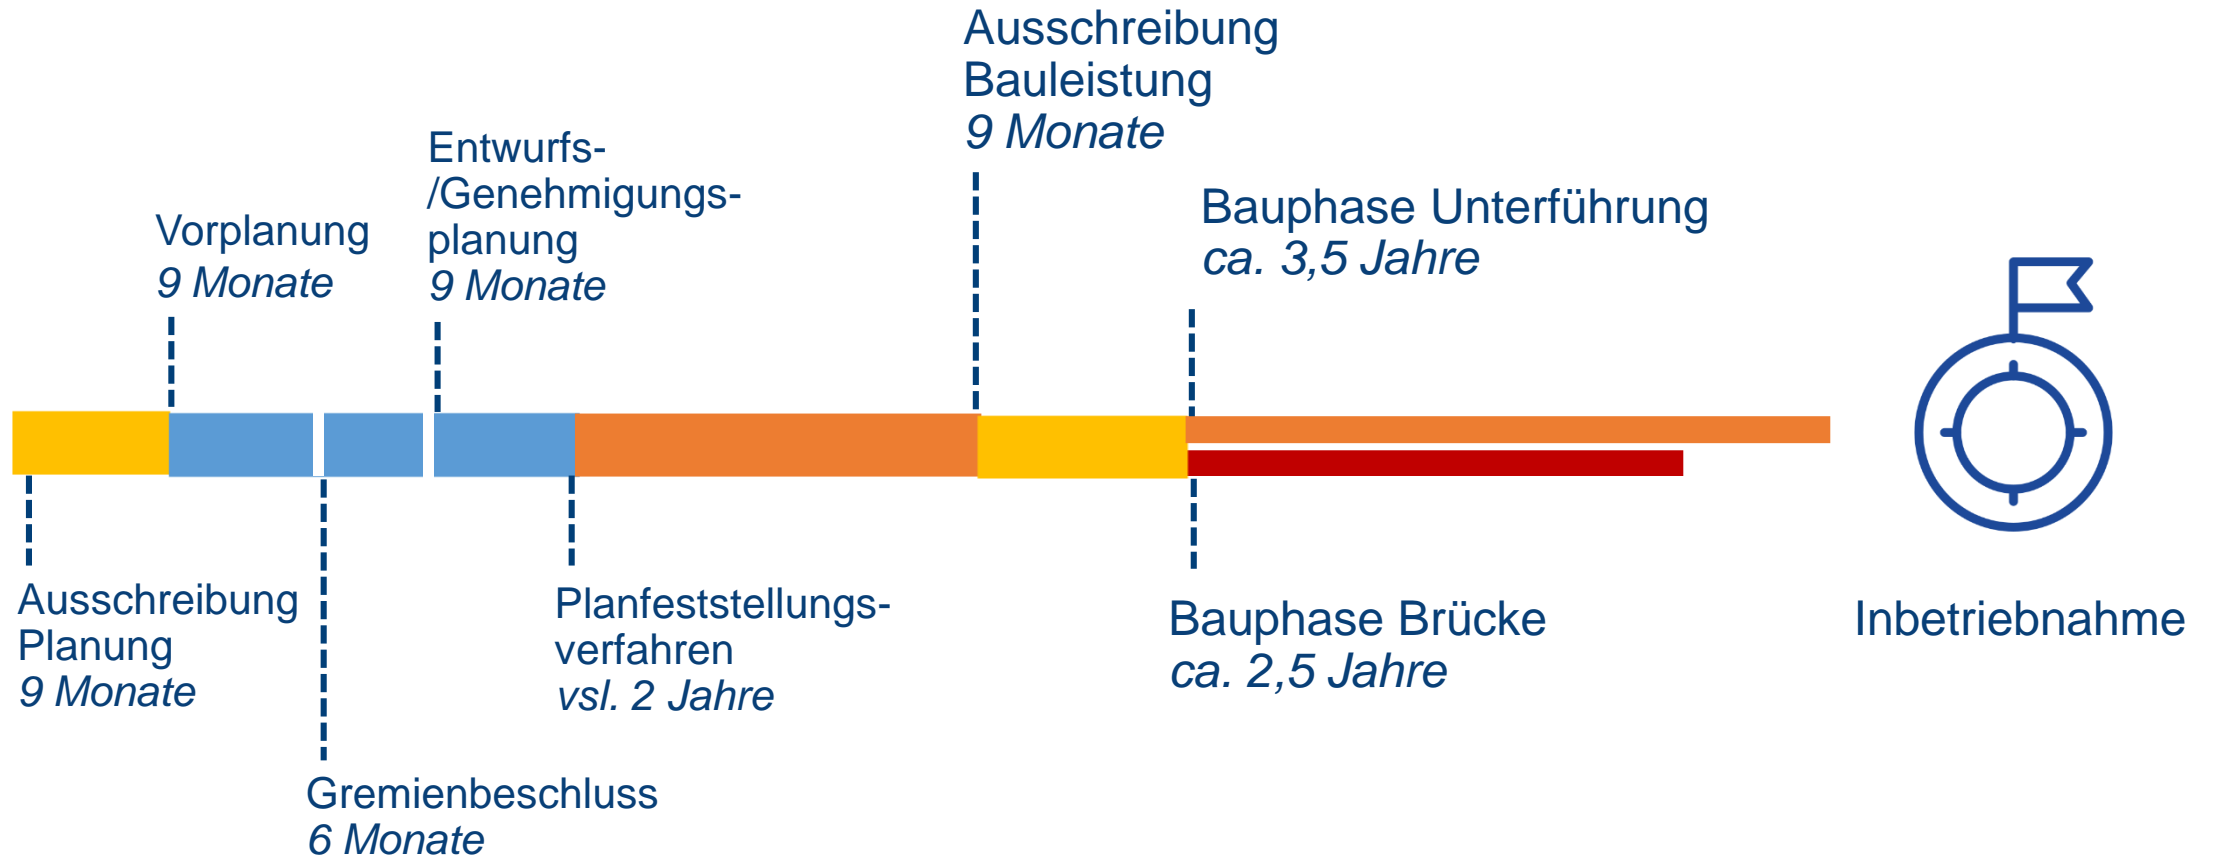 Ausschreibung
Bauleistung
9 Monate
Entwurfs-
/Genehmigungs-
planung
9 Monate
Vorplanung
9 Monate
Bauphase Unterführung
ca. 3,5 Jahre
Ausschreibung
Planung
9 Monate
Gremienbeschluss
6 Monate
Planfeststellungs-
verfahren
vsl. 2 Jahre
Bauphase Brücke
ca. 2,5 Jahre
Inbetriebnahme